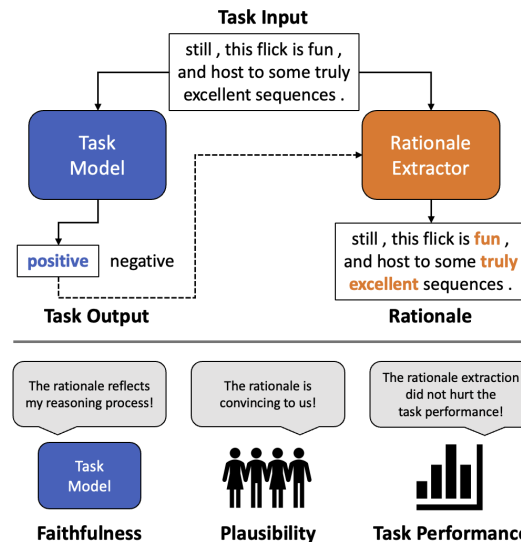 Task Input
still , this flick is fun ,
and host to some truly
excellent sequences .
Task
Model
Rationale
Extractor
positive negative
Task Output
still , this flick is fun ,
and host to some truly
excellent sequences .
Rationale
The rationale reflects
my reasoning process!
The rationale is
convincing to us!
The rationale extraction
did not hurt the
task performance!
Task
Model
Faithfulness
Plausibility
Task Performance